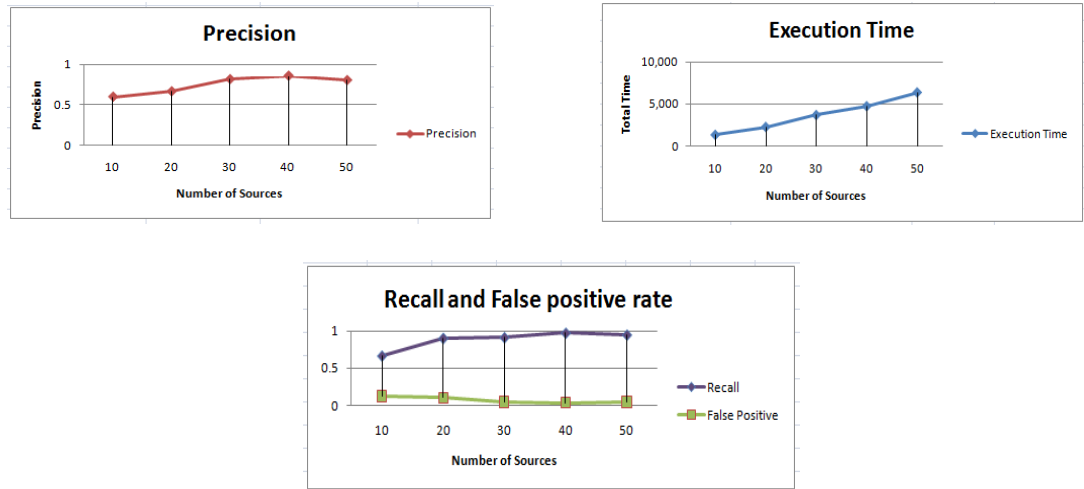 Precision
1
0.5
0
Precision
10 20 30 40 50
Number of Sources
Precision
Execution Time
10,000
5,000
0
Total Time
10 20 30 40 50
Number of Sources
Execution Time
Recall and False positive rate
1
0.5
0
10 20 30 40 50
Number of Sources
Recall
False Positive